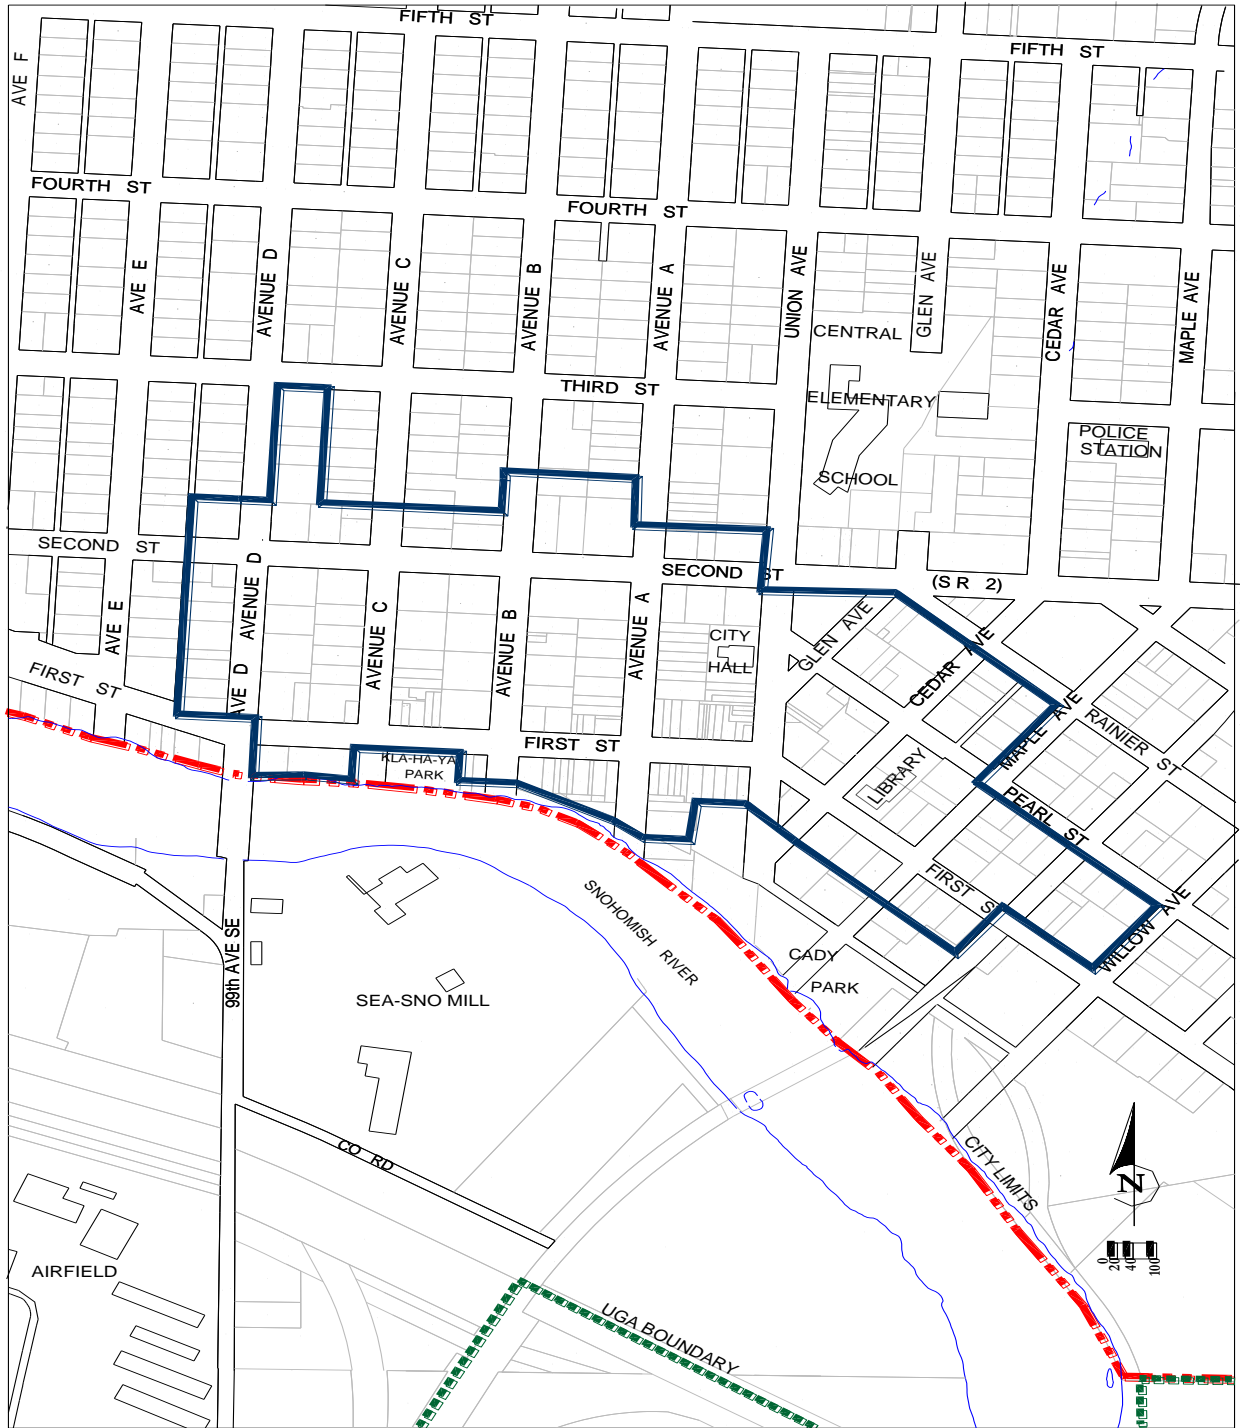 FIFTH ST
FIFTH ST
AVE F
FOURTH ST
FOURTH ST
AVE E
AVENUE D
AVENUE C
AVENUE B
AVENUE A
UNION AVE
GLEN AVE
CEDAR AVE
MAPLE AVE
CENTRAL
ELEMENTARY
SCHOOL
THIRD ST
POLICE
STATION
SECOND ST
SECOND ST
(SR 2)
AVE E
AVENUE D
AVE D
AVENUE C
AVENUE B
AVENUE A
CITY
HALL
GLEN AVE
CEDAR AVE
MAPLE AVE
RAINIER ST
FIRST ST
FIRST ST
KLA-HA-YA
PARK
LIBRARY
PEARL ST
FIRST S
WILLOW AVE
SNOHOMISH RIVER
CADY
PARK
99th AVE SE
SEA-SNO MILL
CO RD
CITY LIMITS
N
0
20
40
100
AIRFIELD
UGA BOUNDARY